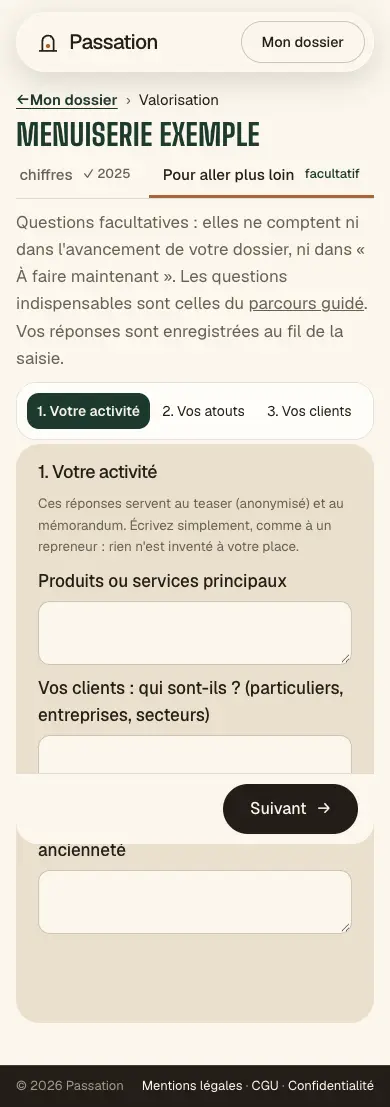 Passation
Mon dossier
←Mon dossier › Valorisation
MENUISERIE EXEMPLE
chiffres ✓ 2025 Pour aller plus loin facultatif
Questions facultatives : elles ne comptent ni
dans l'avancement de votre dossier, ni dans «
À faire maintenant ». Les questions
indispensables sont celles du parcours guidé.
Vos réponses sont enregistrées au fil de la
saisie.
1. Votre activité 2. Vos atouts 3. Vos clients
1. Votre activité
Ces réponses servent au teaser (anonymisé) et au
mémorandum. Écrivez simplement, comme à un
repreneur : rien n'est inventé à votre place.
Produits ou services principaux
Vos clients : qui sont-ils ? (particuliers,
entreprises, secteurs)
Suivant →
ancienneté
© 2026 Passation Mentions légales · CGU · Confidentialité